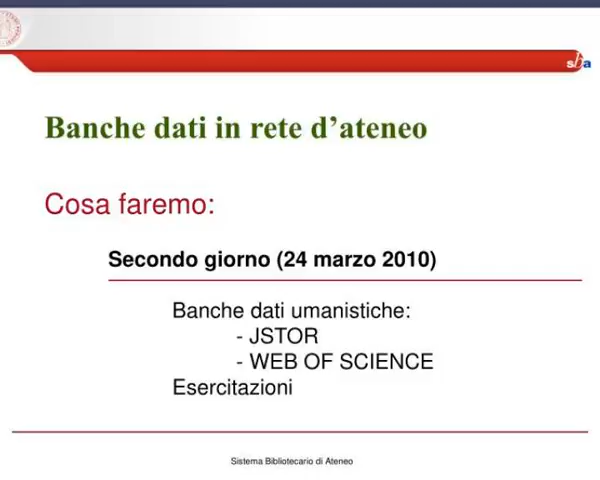 sba
Banche dati in rete d’ateneo
Cosa faremo:
Secondo giorno (24 marzo 2010)
Banche dati umanistiche:
- JSTOR
- WEB OF SCIENCE
Esercitazioni
Sistema Bibliotecario di Ateneo